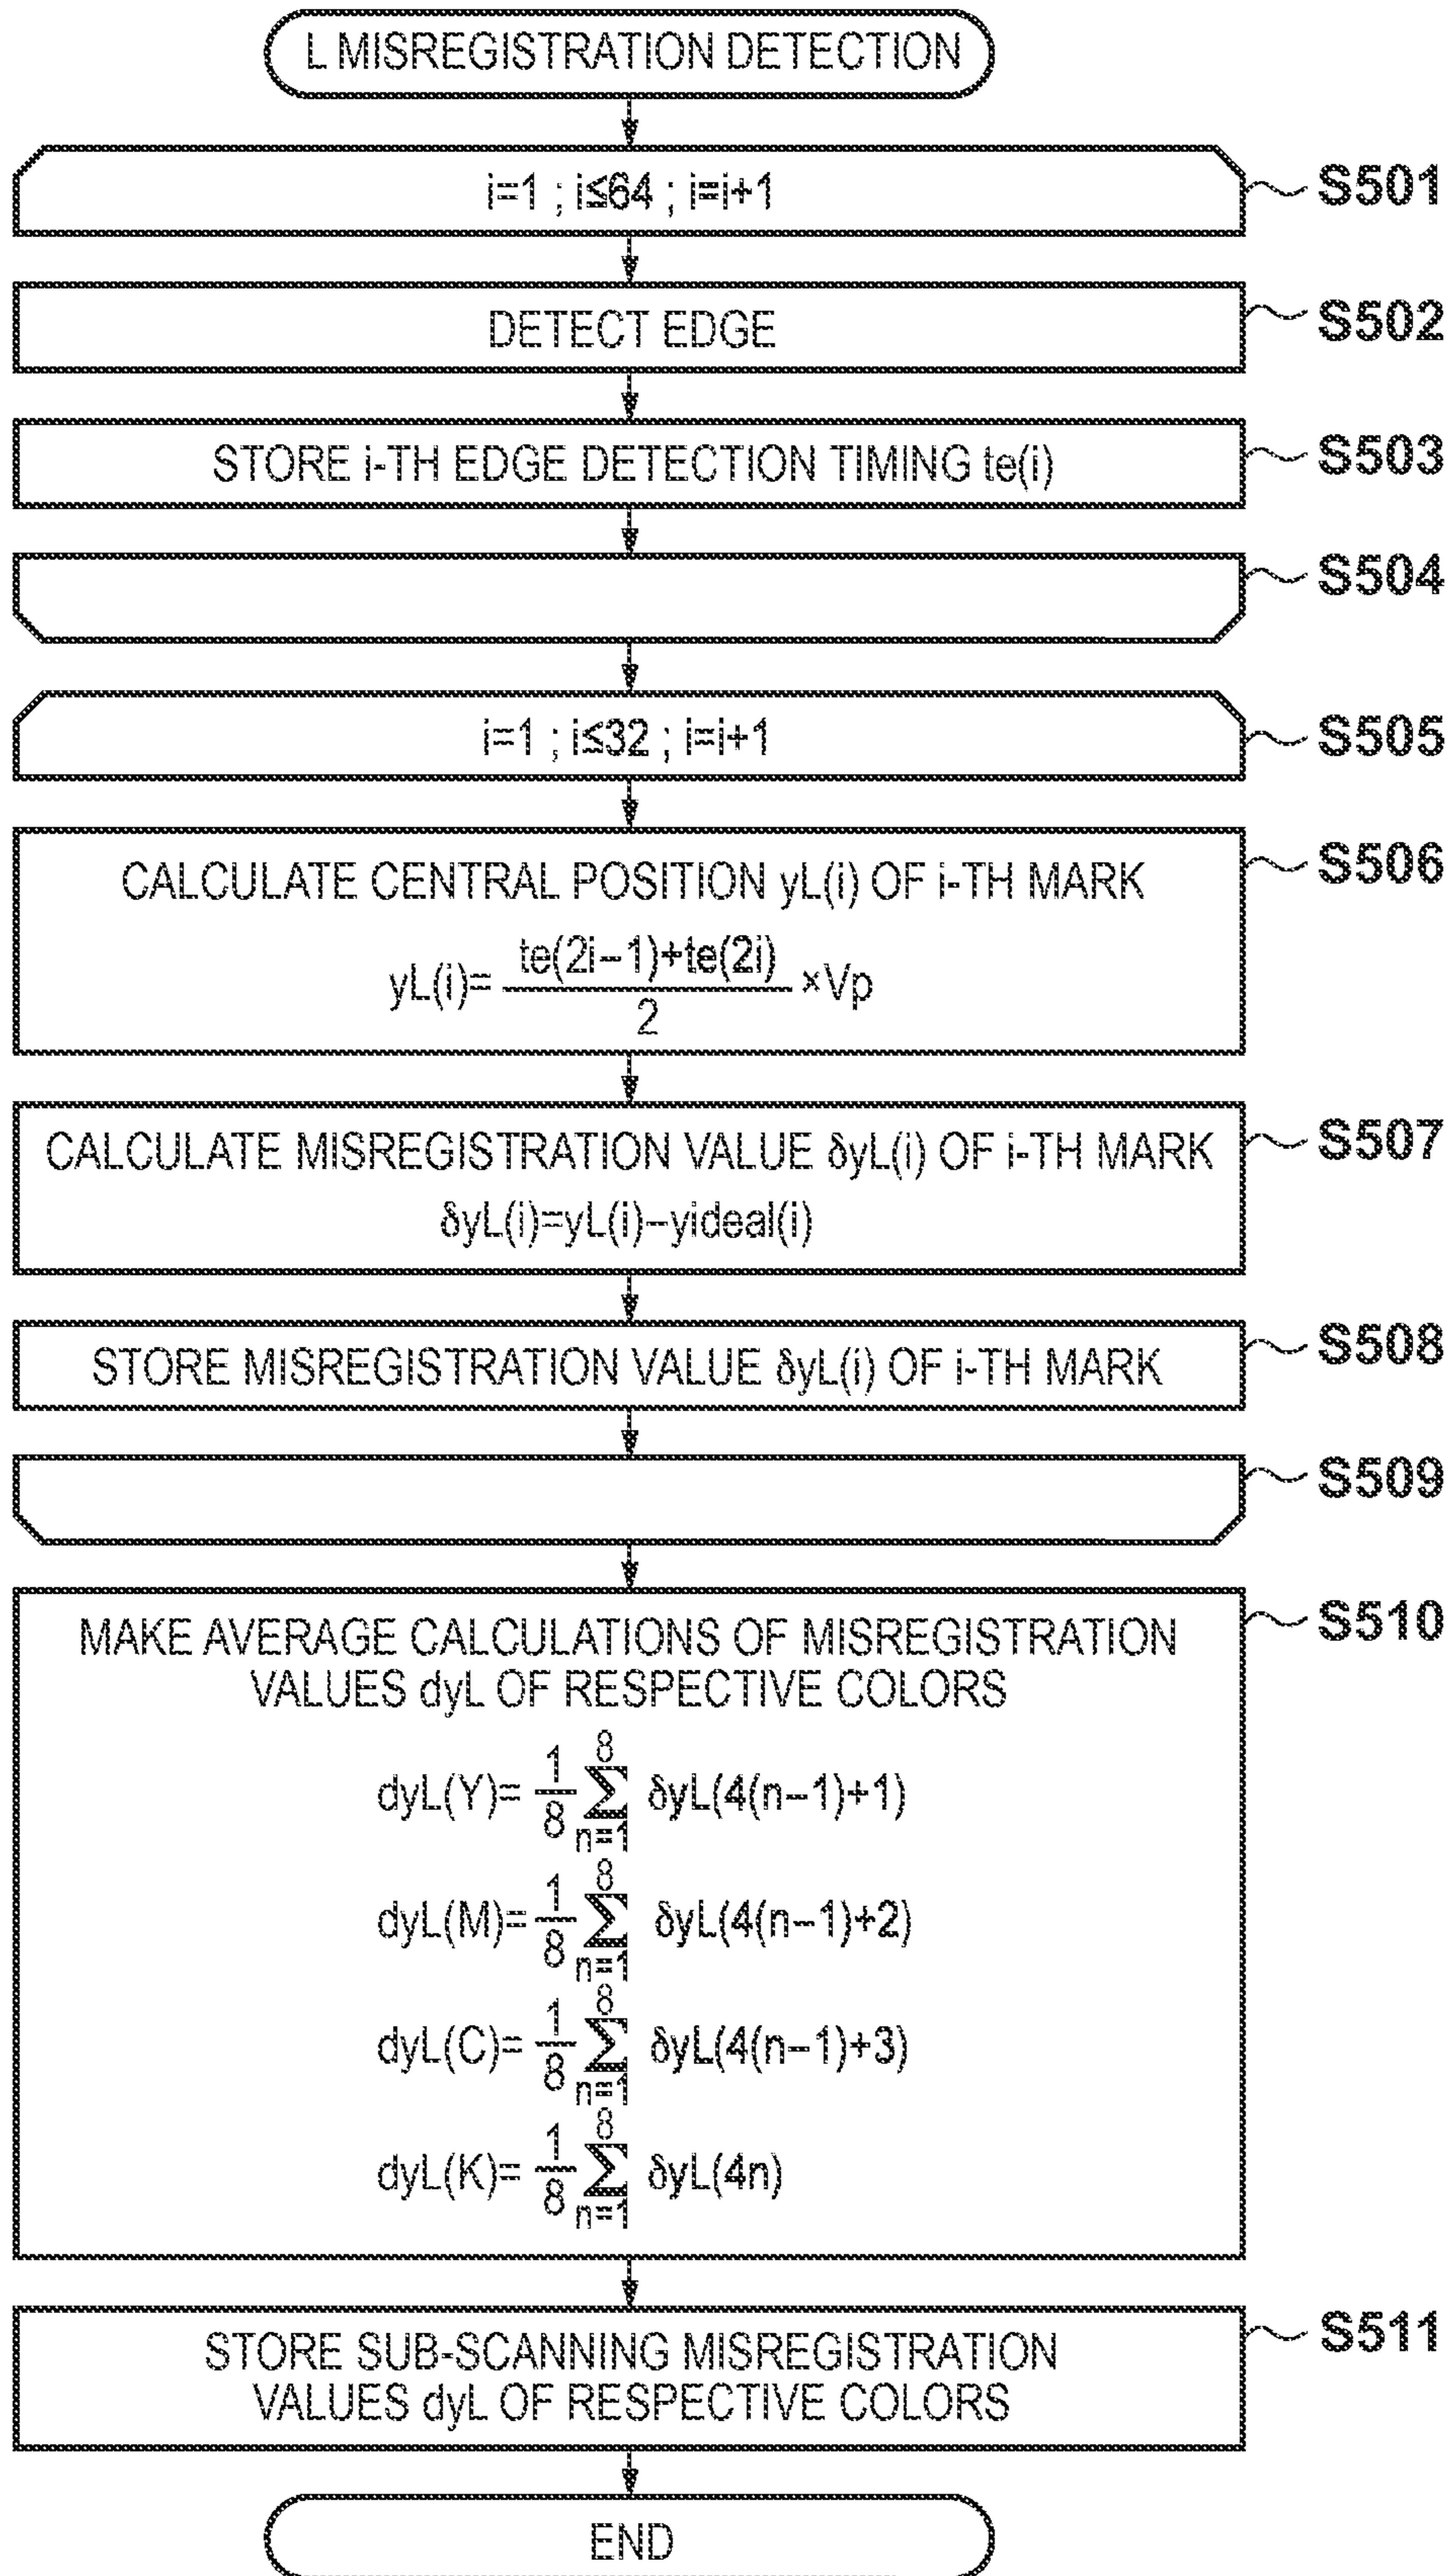 L MISREGISTRATION DETECTION
i=1 ; i≤64 ; i=i+1
S501
DETECT EDGE
S502
STORE i-TH EDGE DETECTION TIMING te(i)
S503
S504
i=1 ; i≤32 ; i=i+1
S505
CALCULATE CENTRAL POSITION yL(i) OF i-TH MARK
S506
yL(i)= te(2i−1)+te(2i) / 2 ×Vp
CALCULATE MISREGISTRATION VALUE δyL(i) OF i-TH MARK
S507
δyL(i)=yL(i)−yideal(i)
STORE MISREGISTRATION VALUE δyL(i) OF i-TH MARK
S508
S509
MAKE AVERAGE CALCULATIONS OF MISREGISTRATION
S510
VALUES dyL OF RESPECTIVE COLORS
dyL(Y)= 1/8 8 Σ n=1 δyL(4(n−1)+1)
dyL(M)= 1/8 8 Σ n=1 δyL(4(n−1)+2)
dyL(C)= 1/8 8 Σ n=1 δyL(4(n−1)+3)
dyL(K)= 1/8 8 Σ n=1 δyL(4n)
STORE SUB-SCANNING MISREGISTRATION
S511
VALUES dyL OF RESPECTIVE COLORS
END